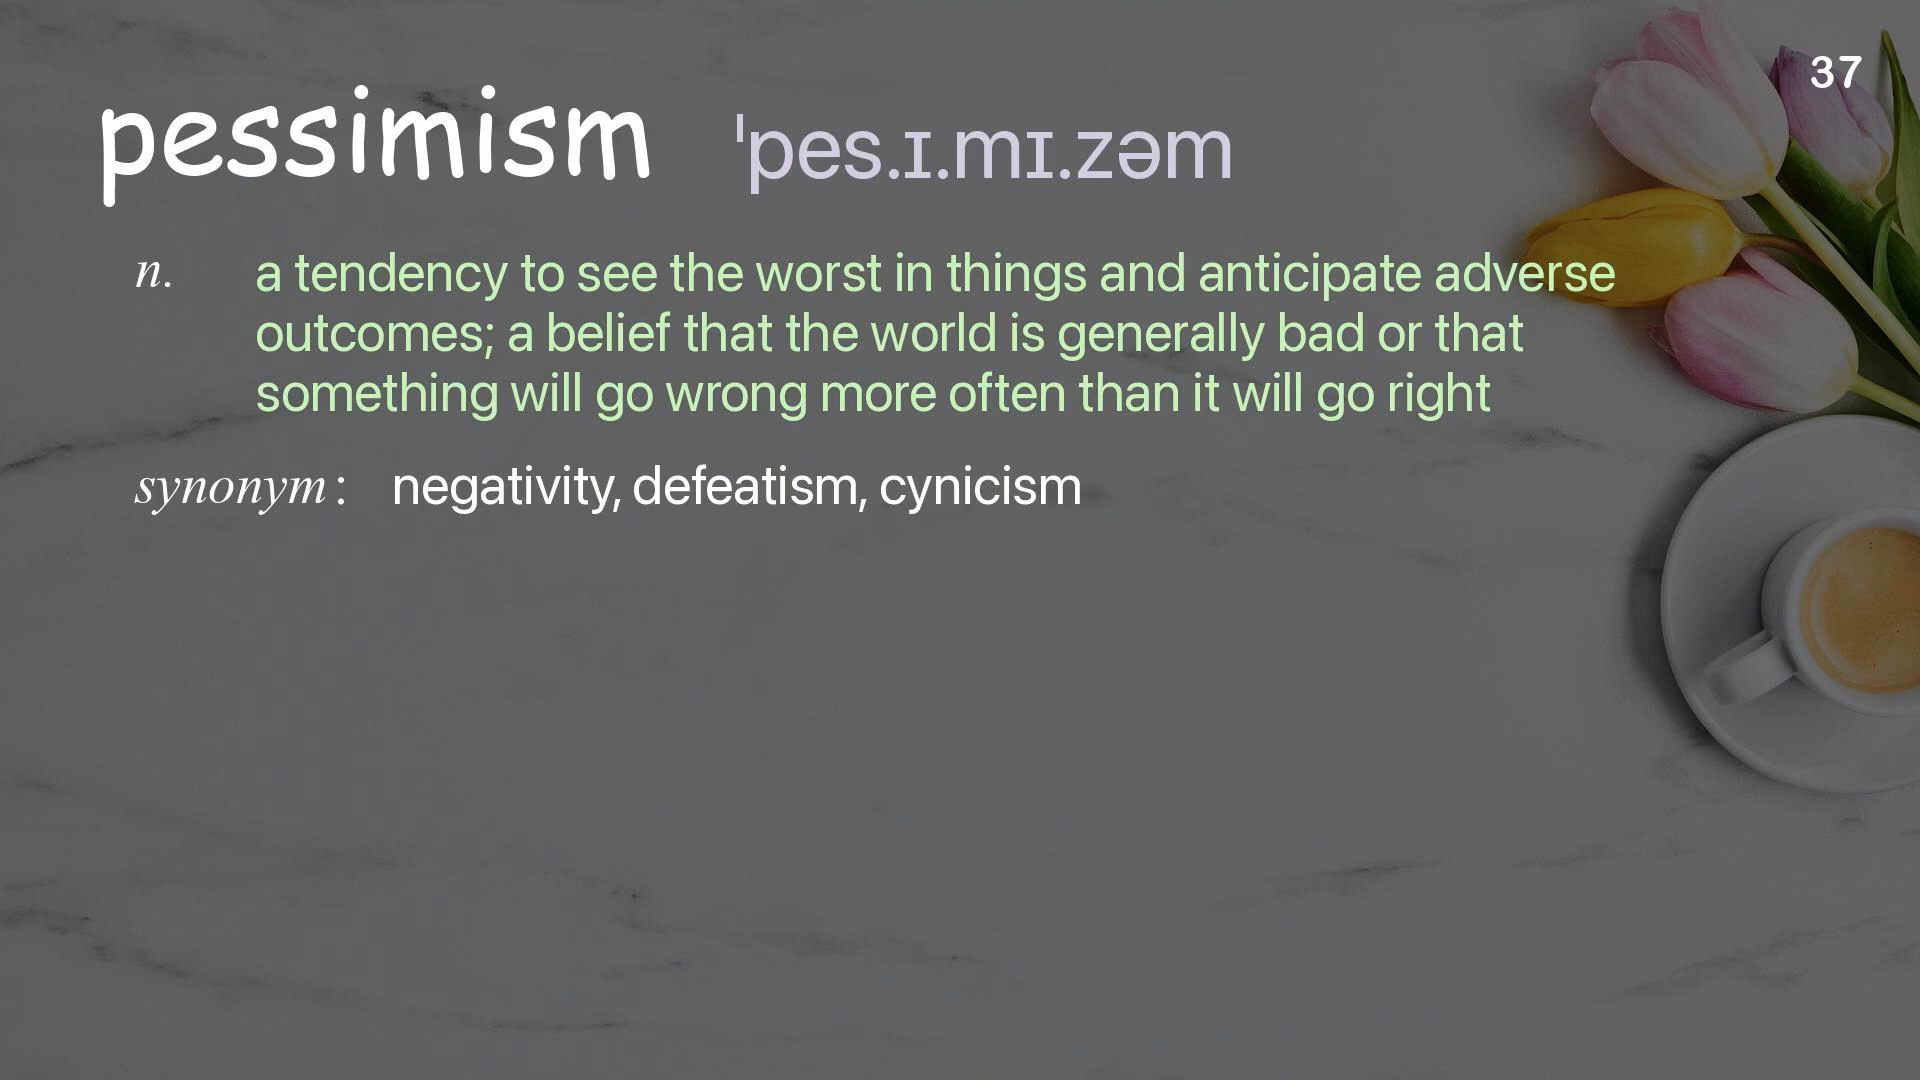 37
pessimism ˈpes.ɪ.mɪ.zəm
n. a tendency to see the worst in things and anticipate adverse
outcomes; a belief that the world is generally bad or that
something will go wrong more often than it will go right
synonym: negativity, defeatism, cynicism